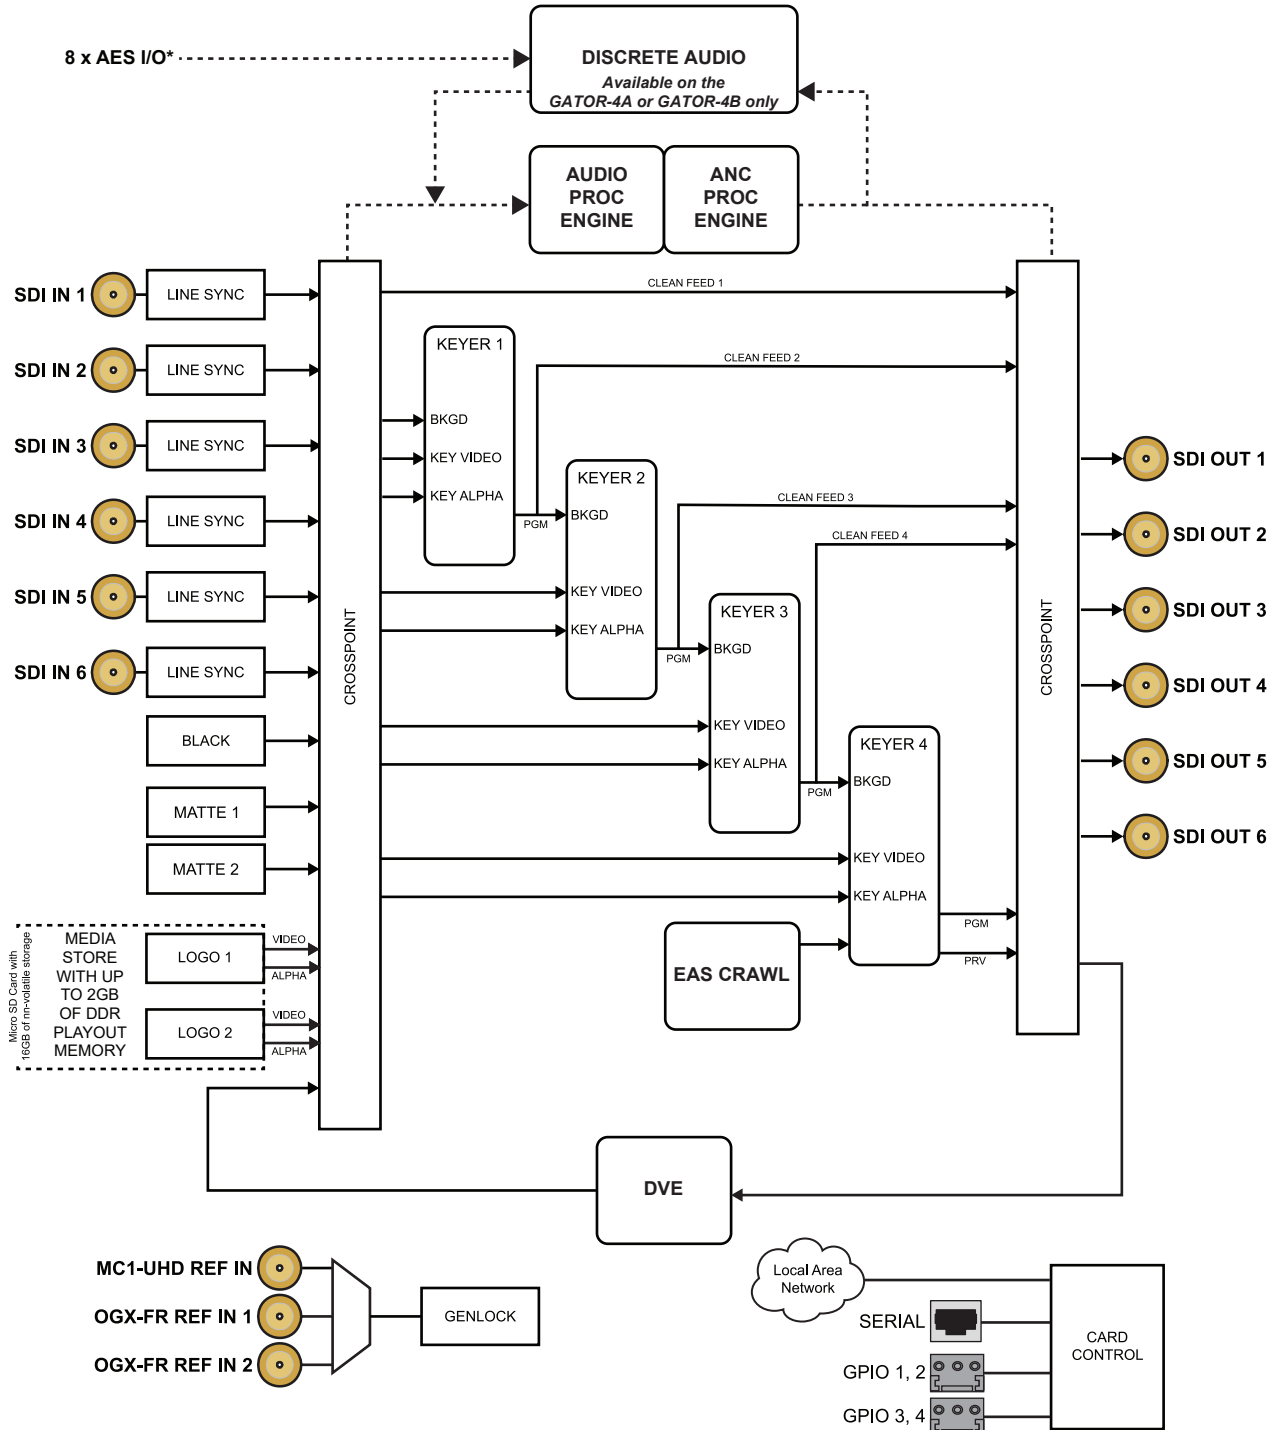 8 x AES I/O*
DISCRETE AUDIO
Available on the
GATOR-4A or GATOR-4B only
AUDIO
PROC
ENGINE
ANC
PROC
ENGINE
SDI IN 1
LINE SYNC
SDI IN 2
LINE SYNC
SDI IN 3
LINE SYNC
SDI IN 4
LINE SYNC
SDI IN 5
LINE SYNC
SDI IN 6
LINE SYNC
BLACK
MATTE 1
MATTE 2
Micro SD Card with
16GB of nn-volatile storage
MEDIA
STORE
WITH UP
TO 2GB
OF DDR
PLAYOUT
MEMORY
LOGO 1
VIDEO
ALPHA
LOGO 2
VIDEO
ALPHA
CROSSPOINT
CLEAN FEED 1
KEYER 1
BKGD
KEY VIDEO
KEY ALPHA
PGM
CLEAN FEED 2
KEYER 2
BKGD
KEY VIDEO
KEY ALPHA
PGM
CLEAN FEED 3
CLEAN FEED 4
KEYER 3
BKGD
KEY VIDEO
KEY ALPHA
PGM
KEYER 4
BKGD
KEY VIDEO
KEY ALPHA
PGM
PRV
EAS CRAWL
CROSSPOINT
SDI OUT 1
SDI OUT 2
SDI OUT 3
SDI OUT 4
SDI OUT 5
SDI OUT 6
DVE
MC1-UHD REF IN
OGX-FR REF IN 1
OGX-FR REF IN 2
GENLOCK
Local Area
Network
SERIAL
GPIO 1, 2
GPIO 3, 4
CARD
CONTROL